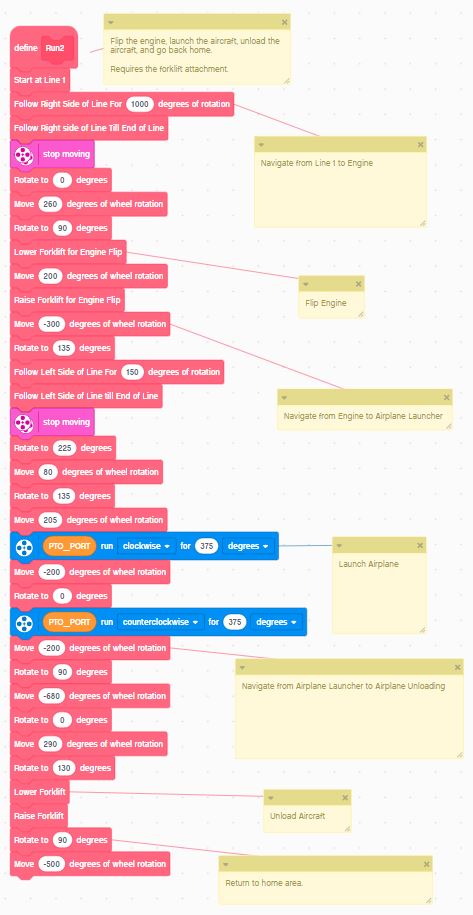 Flip the engine, launch the aircraft, unload the
aircraft, and go back home.
Requires the forklift attachment.
define Run2
Start at Line 1
Follow Right Side of Line For 1000 degrees of rotation
Follow Right side of Line Till End of Line
stop moving
Navigate from Line 1 to Engine
Rotate to 0 degrees
Move 260 degrees of wheel rotation
Rotate to 90 degrees
Lower Forklift for Engine Flip
Move 200 degrees of wheel rotation
Raise Forklift for Engine Flip
Flip Engine
Move -300 degrees of wheel rotation
Rotate to 135 degrees
Follow Left Side of Line For 150 degrees of rotation
Follow Left Side of Line till End of Line
Navigate from Engine to Airplane Launcher
stop moving
Rotate to 225 degrees
Move 80 degrees of wheel rotation
Rotate to 135 degrees
Move 205 degrees of wheel rotation
PTO_PORT run clockwise for 375 degrees
Launch Airplane
Move -200 degrees of wheel rotation
Rotate to 0 degrees
PTO_PORT run counterclockwise for 375 degrees
Move -200 degrees of wheel rotation
Rotate to 90 degrees
Navigate from Airplane Launcher to Airplane Unloading
Move -680 degrees of wheel rotation
Rotate to 0 degrees
Move 290 degrees of wheel rotation
Rotate to 130 degrees
Lower Forklift
Raise Forklift
Unload Aircraft
Rotate to 90 degrees
Move -500 degrees of wheel rotation
Return to home area.